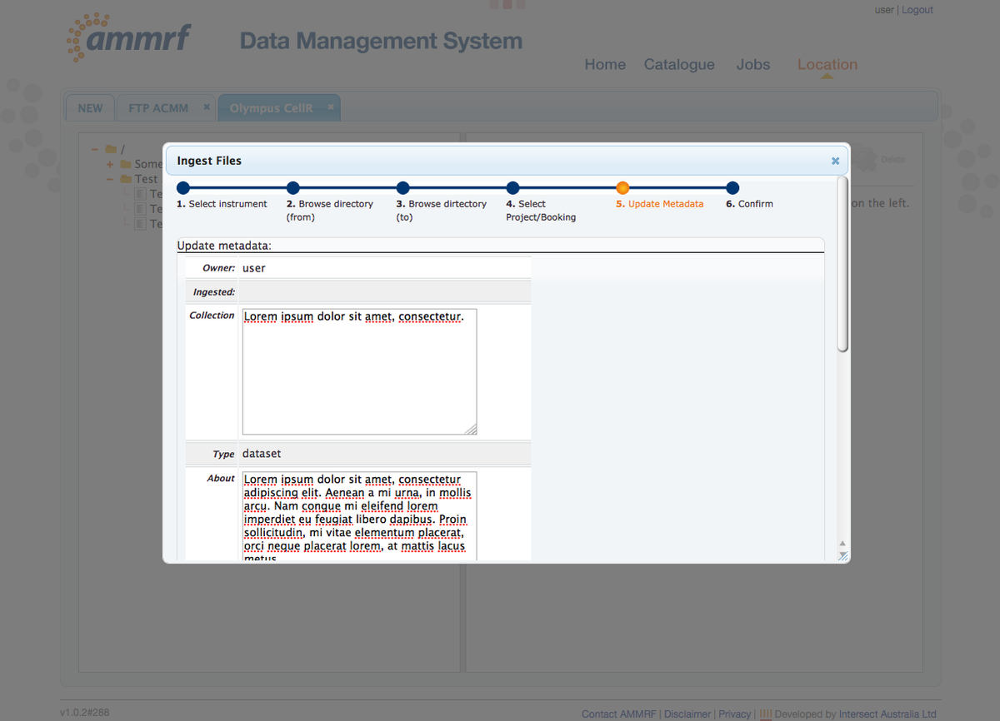 user | Logout
ammrf
Data Management System
Home Catalogue Jobs Location
NEW FTP ACMM Olympus CellR
/
Some
Test
Te
Te
Te
Delete
on the left.
Ingest Files
1. Select instrument
2. Browse directory
(from)
3. Browse dirtectory
(to)
4. Select
Project/Booking
5. Update Metadata
6. Confirm
Update metadata:
Owner: user
Ingested:
Collection Lorem ipsum dolor sit amet, consectetur.
Type dataset
About Lorem ipsum dolor sit amet, consectetur
adipiscing elit. Aenean a mi urna, in mollis
arcu. Nam congue mi eleifend lorem
imperdiet eu feugiat libero dapibus. Proin
sollicitudin, mi vitae elementum placerat,
orci neque placerat lorem, at mattis lacus
metus
v1.0.2#288
Contact AMMRF | Disclaimer | Privacy | Developed by Intersect Australia Ltd